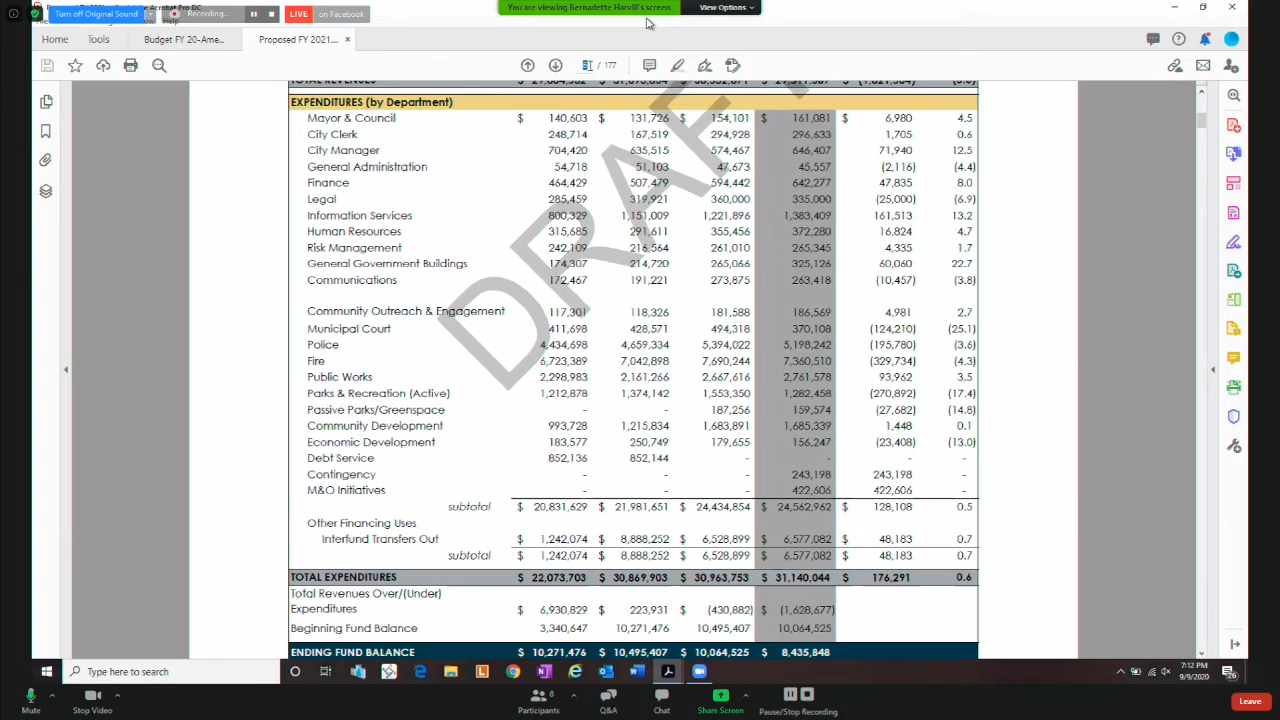 Turn off Original Sound Recording... LIVE on Facebook You are viewing Bernadette Harvill's screen View Options
Home Tools Budget FY 20-Ame... Proposed FY 2021... ×
/ 177
TOTAL REVENUES
EXPENDITURES (by Department)
Mayor & Council $ 140,603 $ 131,726 $ 154,101 $ 161,081 $ 6,980 4.5
City Clerk 248,714 167,519 294,928 296,633 1,705 0.6
City Manager 704,420 635,515 574,467 646,407 71,940 12.5
General Administration 54,718 51,103 47,673 45,557 (2,116) (4.4)
Finance 464,429 507,479 594,442 642,277 47,835 8.0
Legal 285,459 319,921 360,000 335,000 (25,000) (6.9)
Information Services 800,329 1,151,009 1,221,896 1,383,409 161,513 13.2
Human Resources 315,685 291,611 355,456 372,280 16,824 4.7
Risk Management 242,109 216,564 261,010 265,345 4,335 1.7
General Government Buildings 174,307 214,720 265,066 325,126 60,060 22.7
Communications 172,467 191,221 273,875 263,418 (10,457) (3.8)
Community Outreach & Engagement 117,301 118,326 181,588 186,569 4,981 2.7
Municipal Court 411,698 428,571 494,318 370,108 (124,210) (25.1)
Police 4,434,698 4,659,334 5,394,022 5,198,242 (195,780) (3.6)
Fire 6,723,389 7,042,898 7,690,244 7,360,510 (329,734) (4.3)
Public Works 2,298,983 2,161,266 2,667,616 2,761,578 93,962 3.5
Parks & Recreation (Active) 1,212,878 1,374,142 1,553,350 1,282,458 (270,892) (17.4)
Passive Parks/Greenspace - - 187,256 159,574 (27,682) (14.8)
Community Development 993,728 1,215,834 1,683,891 1,685,339 1,448 0.1
Economic Development 183,577 250,749 179,655 156,247 (23,408) (13.0)
Debt Service 852,136 852,144 - - - -
Contingency - - - 243,198 243,198 -
M&O Initiatives - - - 422,606 422,606 -
subtotal $ 20,831,629 $ 21,981,651 $ 24,434,854 $ 24,562,962 $ 128,108 0.5
Other Financing Uses
Interfund Transfers Out $ 1,242,074 $ 8,888,252 $ 6,528,899 $ 6,577,082 $ 48,183 0.7
subtotal $ 1,242,074 $ 8,888,252 $ 6,528,899 $ 6,577,082 $ 48,183 0.7
TOTAL EXPENDITURES $ 22,073,703 $ 30,869,903 $ 30,963,753 $ 31,140,044 $ 176,291 0.6
Total Revenues Over/(Under)
Expenditures $ 6,930,829 $ 223,931 $ (430,882) $ (1,628,677)
Beginning Fund Balance 3,340,647 10,271,476 10,495,407 10,064,525
ENDING FUND BALANCE $ 10,271,476 $ 10,495,407 $ 10,064,525 $ 8,435,848
DRAFT
Type here to search
7:12 PM
9/9/2020
26
Mute Stop Video Participants 8 Q&A Chat Share Screen Pause/Stop Recording Leave